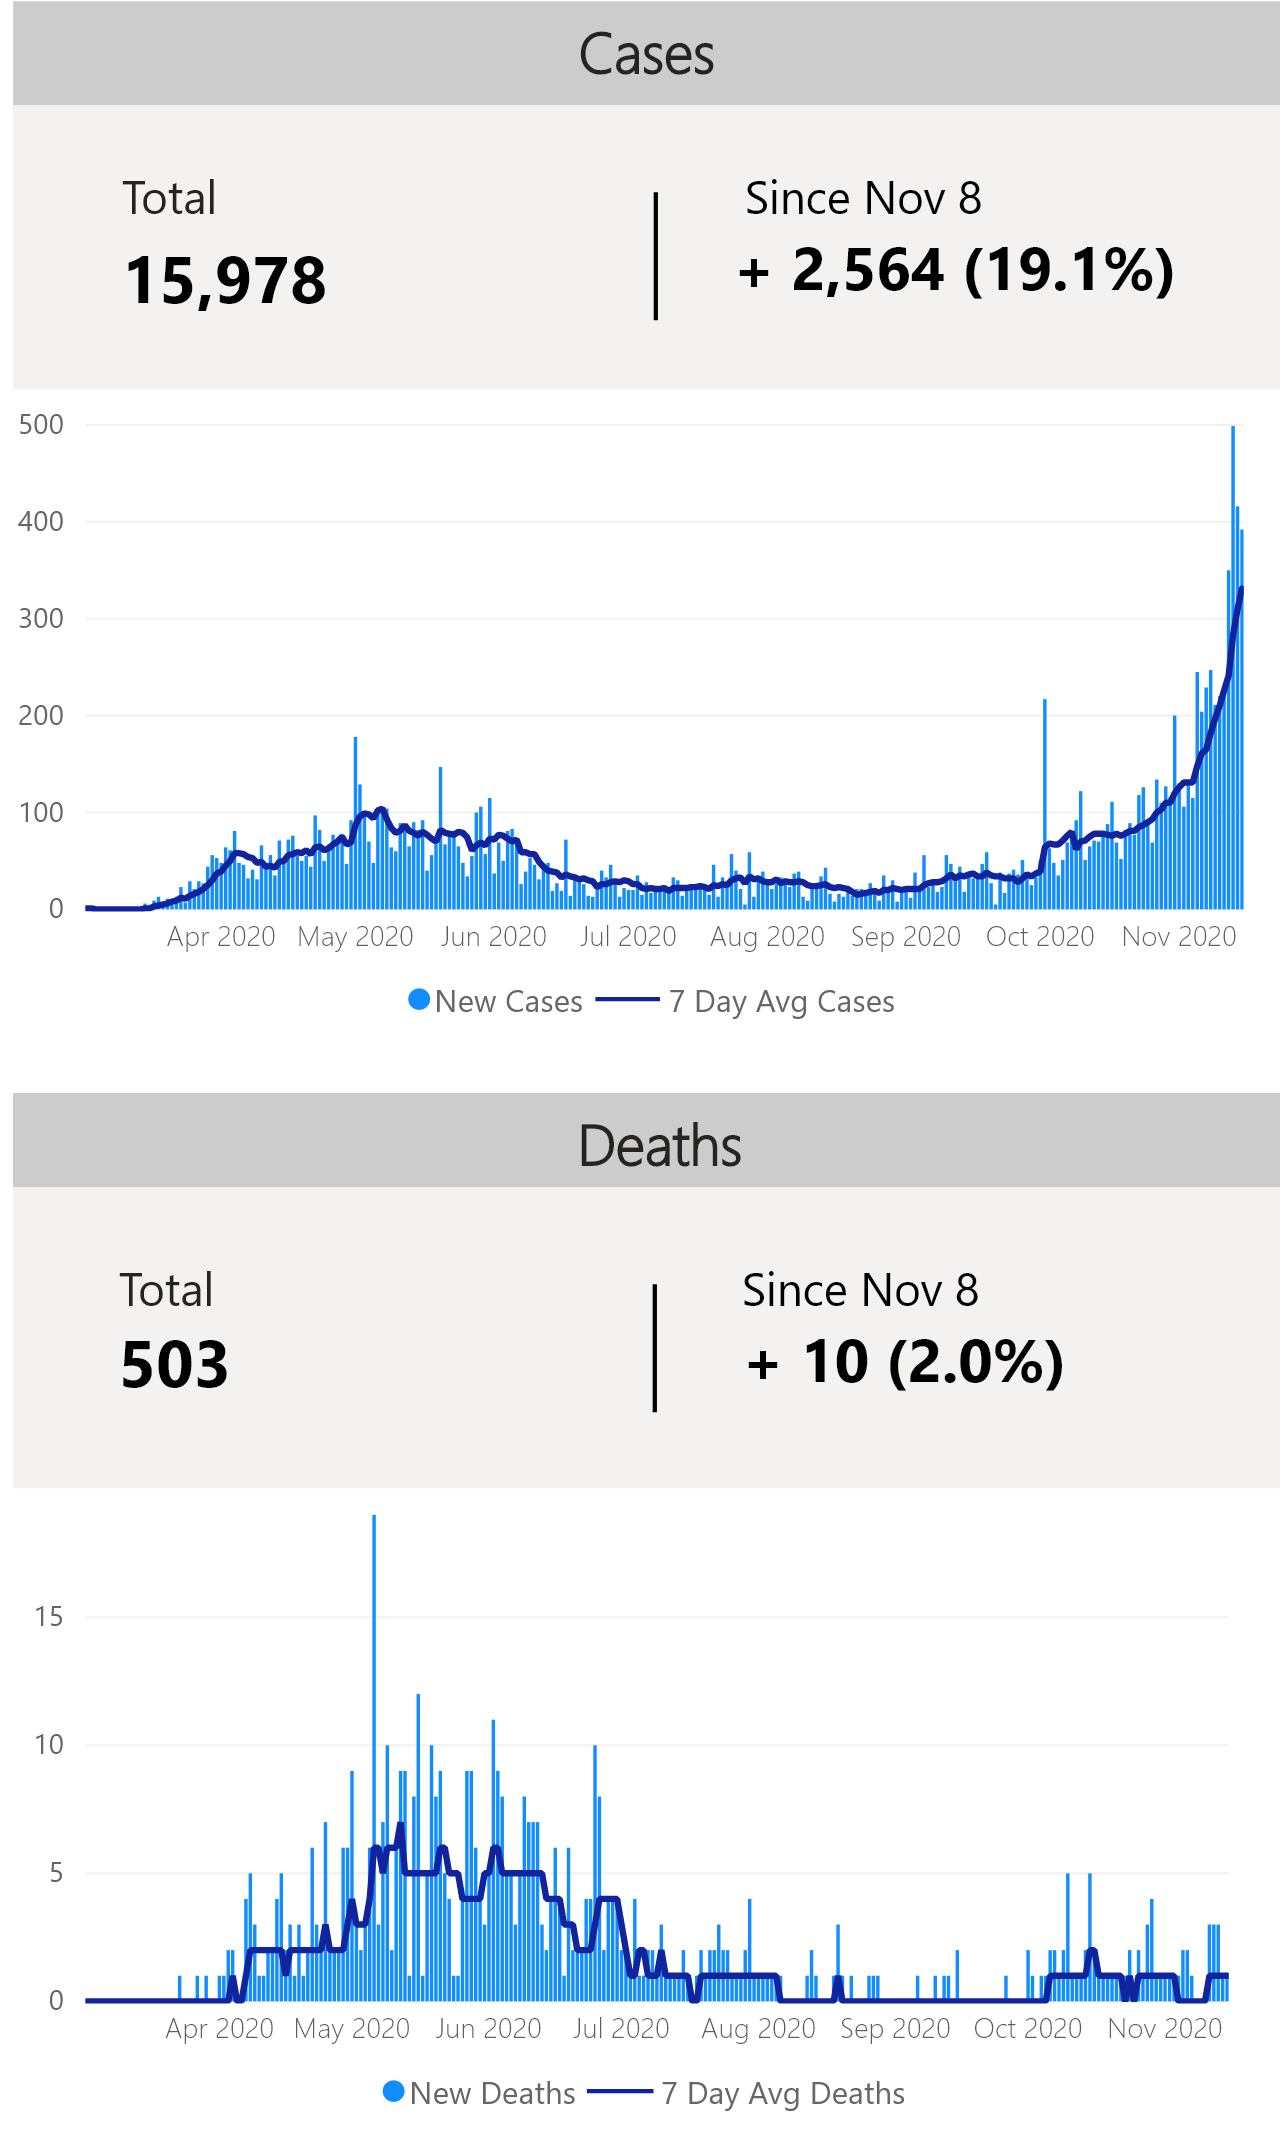 Cases
Total
Since Nov 8
15,978
+ 2,564 (19.1%)
500
400
300
200
100
0
Apr 2020 May 2020 Jun 2020 Jul 2020 Aug 2020 Sep 2020 Oct 2020 Nov 2020
New Cases 7 Day Avg Cases
Deaths
Total
Since Nov 8
503
+ 10 (2.0%)
15
10
5
0
Apr 2020 May 2020 Jun 2020 Jul 2020 Aug 2020 Sep 2020 Oct 2020 Nov 2020
New Deaths 7 Day Avg Deaths